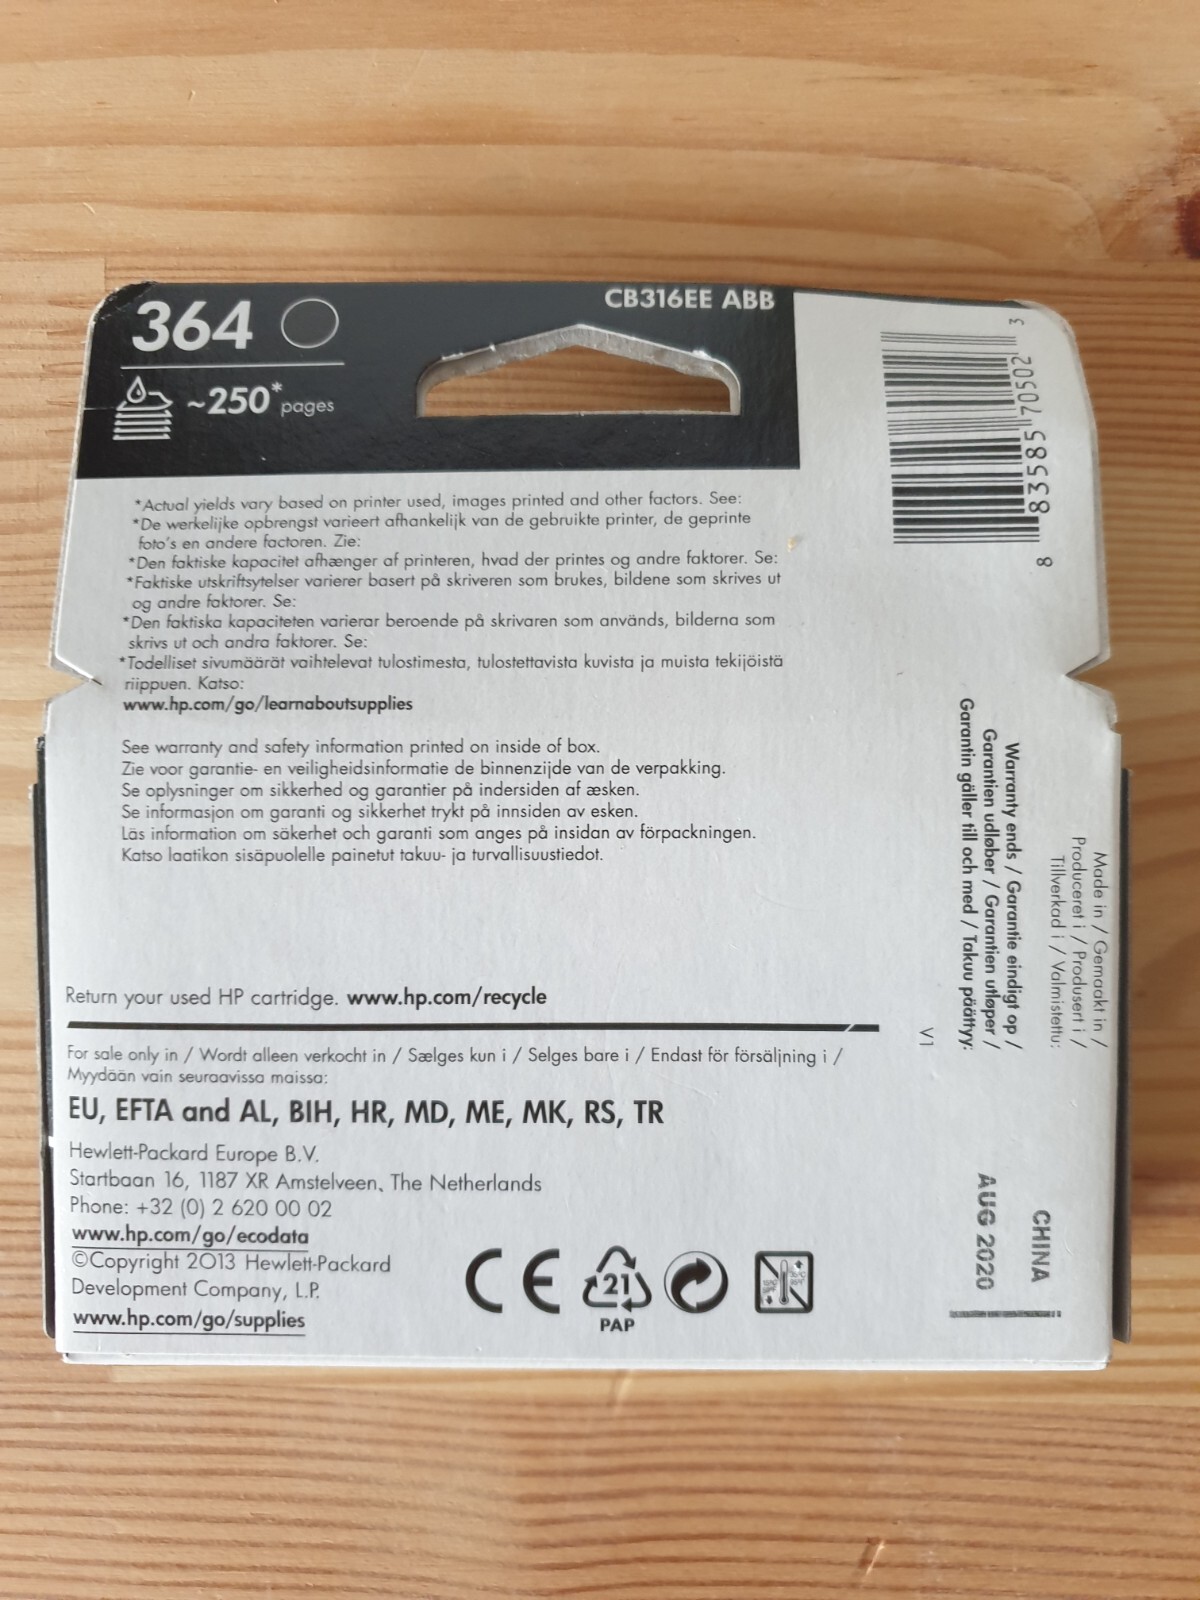 364
CB316EE ABB
~250* pages
*Actual yields vary based on printer used, images printed and other factors. See:
*De werkelijke opbrengst varieert afhankelijk van de gebruikte printer, de geprinte
foto's en andere factoren. Zie:
*Den faktiske kapacitet afhænger af printeren, hvad der printes og andre faktorer. Se:
*Faktiske utskriftsytelser varierer basert på skriveren som brukes, bildene som skrives ut
og andre faktorer. Se:
*Den faktiska kapaciteten varierar beroende på skrivaren som används, bilderna som
skrivs ut och andra faktorer. Se:
*Todelliset sivumäärät vaihtelevat tulostimesta, tulostettavista kuvista ja muista tekijöistä
riippuen. Katso:
www.hp.com/go/learnaboutsupplies
See warranty and safety information printed on inside of box.
Zie voor garantie- en veiligheidsinformatie de binnenzijde van de verpakking.
Se oplysninger om sikkerhed og garantier på indersiden af æsken.
Se informasjon om garanti og sikkerhet trykt på innsiden av esken.
Läs information om säkerhet och garanti som anges på insidan av förpackningen.
Katso laatikon sisäpuolelle painetut takuu- ja turvallisuustiedot.
Return your used HP cartridge. www.hp.com/recycle
For sale only in / Wordt alleen verkocht in / Sælges kun i / Selges bare i / Endast för försäljning i /
Myydään vain seuraavissa maissa:
EU, EFTA and AL, BIH, HR, MD, ME, MK, RS, TR
Hewlett-Packard Europe B.V.
Startbaan 16, 1187 XR Amstelveen, The Netherlands
Phone: +32 (0) 2 620 00 02
www.hp.com/go/ecodata
©Copyright 2013 Hewlett-Packard
Development Company, L.P.
www.hp.com/go/supplies
CE
21
PAP
8 83585 70502 3
Made in / Gemaakt in /
Produceret i / Produsert i /
Tillverkad i / Valmistettu:
CHINA
Warranty ends / Garantie eindigt op /
Garantien udløber / Garantien utløper /
Garantin gäller till och med / Takuu päättyy:
AUG 2020
V1